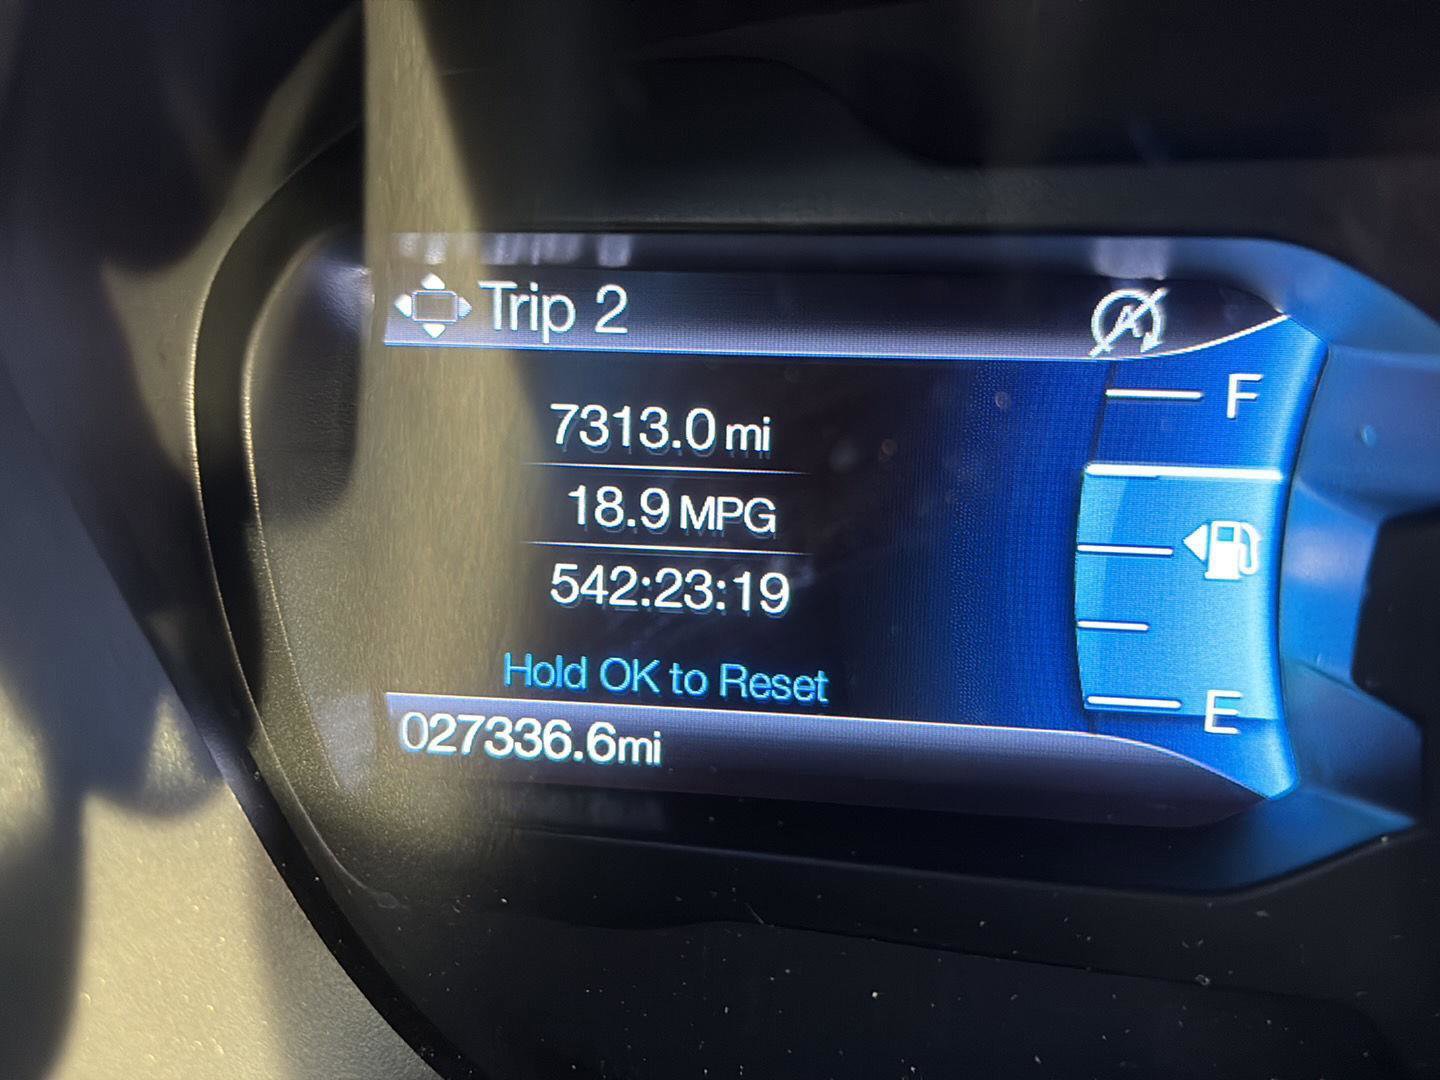 Trip 2
F
7313.0 mi
18.9 MPG
542:23:19
Hold OK to Reset
E
027336.6mi